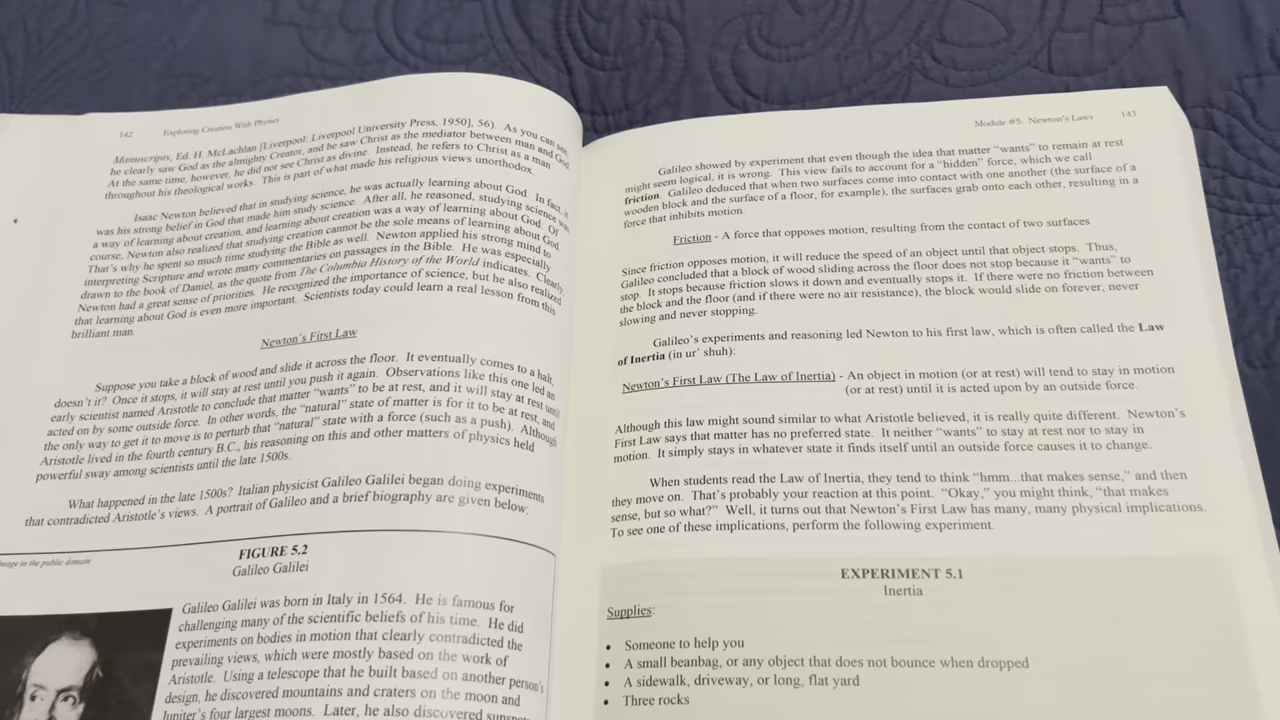 142 Exploring Creation With Physics
Manuscripts, Ed. H. McLachlan [Liverpool: Liverpool University Press, 1950], 56). As you can see,
he clearly saw God as the almighty Creator, and he saw Christ as the mediator between man and God.
At the same time, however, he did not see Christ as divine. Instead, he refers to Christ as a man
throughout his theological works. This is part of what made his religious views unorthodox.
Isaac Newton believed that in studying science, he was actually learning about God. In fact, it
was his strong belief in God that made him study science. After all, he reasoned, studying science was
a way of learning about creation, and learning about creation was a way of learning about God. Of
course, Newton also realized that studying creation cannot be the sole means of learning about God.
That's why he spent so much time studying the Bible as well. Newton applied his strong mind to
interpreting Scripture and wrote many commentaries on passages in the Bible. He was especially
drawn to the book of Daniel, as the quote from The Columbia History of the World indicates. Clearly,
Newton had a great sense of priorities. He recognized the importance of science, but he also realized
that learning about God is even more important. Scientists today could learn a real lesson from this
brilliant man.
Newton's First Law
Suppose you take a block of wood and slide it across the floor. It eventually comes to a halt,
doesn't it? Once it stops, it will stay at rest until you push it again. Observations like this one led an
early scientist named Aristotle to conclude that matter "wants" to be at rest, and it will stay at rest until
acted on by some outside force. In other words, the "natural" state of matter is for it to be at rest, and
the only way to get it to move is to perturb that "natural" state with a force (such as a push). Although
Aristotle lived in the fourth century B.C., his reasoning on this and other matters of physics held
powerful sway among scientists until the late 1500s.
What happened in the late 1500s? Italian physicist Galileo Galilei began doing experiments
that contradicted Aristotle's views. A portrait of Galileo and a brief biography are given below:
image in the public domain
FIGURE 5.2
Galileo Galilei
Galileo Galilei was born in Italy in 1564. He is famous for
challenging many of the scientific beliefs of his time. He did
experiments on bodies in motion that clearly contradicted the
prevailing views, which were mostly based on the work of
Aristotle. Using a telescope that he built based on another person's
design, he discovered mountains and craters on the moon and
Jupiter's four largest moons. Later, he also discovered
Module #5: Newton's Laws 143
Galileo showed by experiment that even though the idea that matter "wants" to remain at rest
might seem logical, it is wrong. This view fails to account for a "hidden" force, which we call
friction. Galileo deduced that when two surfaces come into contact with one another (the surface of a
wooden block and the surface of a floor, for example), the surfaces grab onto each other, resulting in a
force that inhibits motion.
Friction - A force that opposes motion, resulting from the contact of two surfaces
Since friction opposes motion, it will reduce the speed of an object until that object stops. Thus,
Galileo concluded that a block of wood sliding across the floor does not stop because it "wants" to
stop. It stops because friction slows it down and eventually stops it. If there were no friction between
the block and the floor (and if there were no air resistance), the block would slide on forever, never
slowing and never stopping.
Galileo's experiments and reasoning led Newton to his first law, which is often called the Law
of Inertia (in ur' shuh):
Newton's First Law (The Law of Inertia) - An object in motion (or at rest) will tend to stay in motion
(or at rest) until it is acted upon by an outside force.
Although this law might sound similar to what Aristotle believed, it is really quite different. Newton's
First Law says that matter has no preferred state. It neither "wants" to stay at rest nor to stay in
motion. It simply stays in whatever state it finds itself until an outside force causes it to change.
When students read the Law of Inertia, they tend to think "hmm...that makes sense," and then
they move on. That's probably your reaction at this point. "Okay," you might think, "that makes
sense, but so what?" Well, it turns out that Newton's First Law has many, many physical implications.
To see one of these implications, perform the following experiment.
EXPERIMENT 5.1
Inertia
Supplies:
• Someone to help you
• A small beanbag, or any object that does not bounce when dropped
• A sidewalk, driveway, or long, flat yard
• Three rocks